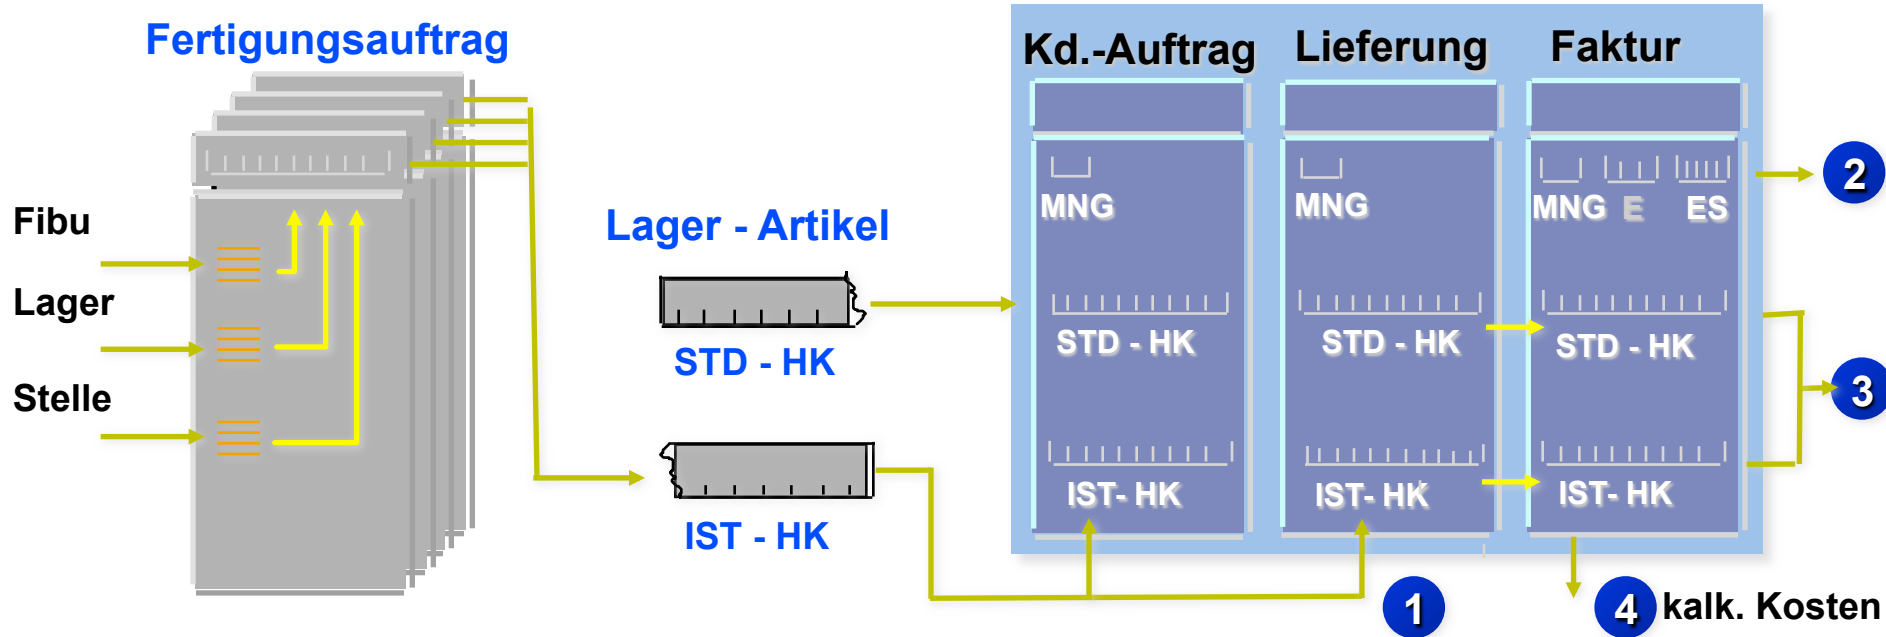 Fertigungsauftrag
Fibu
Lager
Stelle
Lager - Artikel
STD - HK
IST - HK
Kd.-Auftrag
Lieferung
Faktur
MNG
MNG
MNG E ES
STD - HK
STD - HK
STD - HK
IST- HK
IST- HK
IST- HK
2
3
1
4 kalk. Kosten